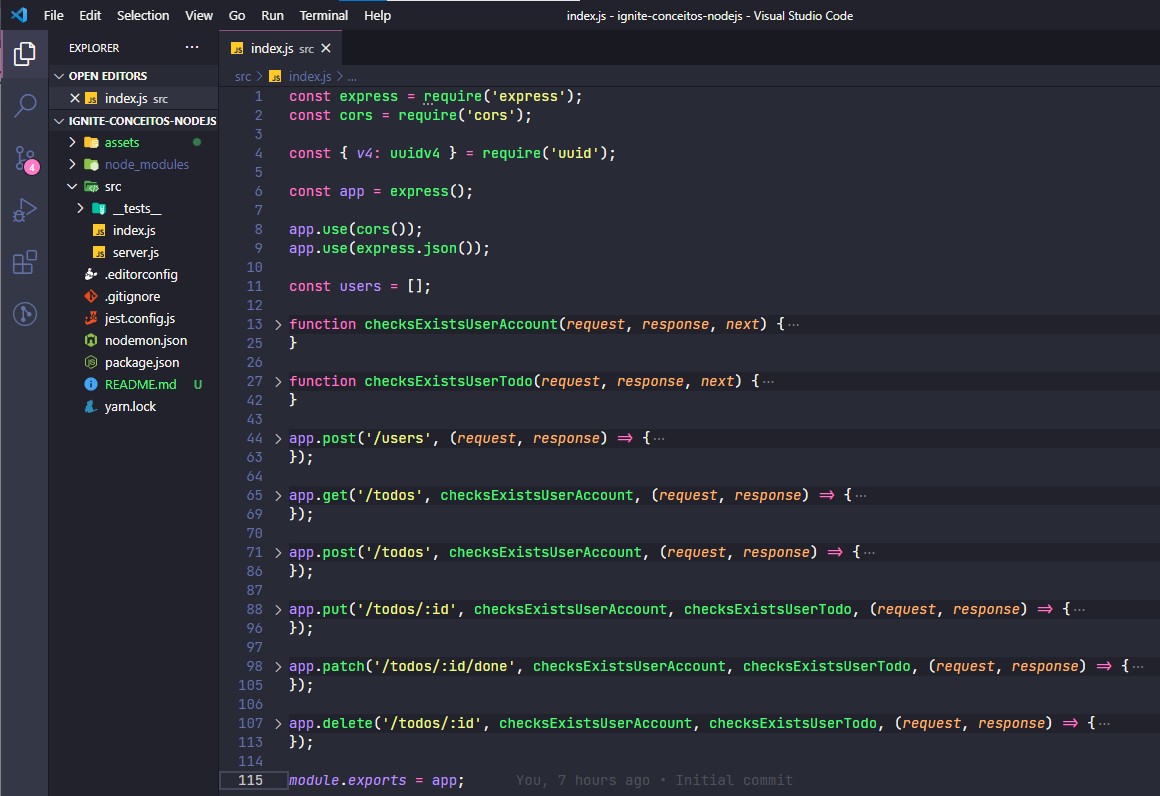 File Edit Selection View Go Run Terminal Help
index.js - ignite-conceitos-nodejs - Visual Studio Code
EXPLORER ...
OPEN EDITORS
index.js src
IGNITE-CONCEITOS-NODEJS
assets
node_modules
src
__tests__
index.js
server.js
.editorconfig
.gitignore
jest.config.js
nodemon.json
package.json
README.md U
yarn.lock
4
JS index.js src
src > JS index.js > ...
1 const express = require('express');
2 const cors = require('cors');
3
4 const { v4: uuidv4 } = require('uuid');
5
6 const app = express();
7
8 app.use(cors());
9 app.use(express.json());
10
11 const users = [];
12
13 function checksExistsUserAccount(request, response, next) {···
25 }
26
27 function checksExistsUserTodo(request, response, next) {···
42 }
43
44 app.post('/users', (request, response) ⇒ {···
63 });
64
65 app.get('/todos', checksExistsUserAccount, (request, response) ⇒ {···
69 });
70
71 app.post('/todos', checksExistsUserAccount, (request, response) ⇒ {···
86 });
87
88 app.put('/todos/:id', checksExistsUserAccount, checksExistsUserTodo, (request, response) ⇒ {···
96 });
97
98 app.patch('/todos/:id/done', checksExistsUserAccount, checksExistsUserTodo, (request, response) ⇒ {···
105 });
106
107 app.delete('/todos/:id', checksExistsUserAccount, checksExistsUserTodo, (request, response) ⇒ {···
113 });
114
115 module.exports = app; You, 7 hours ago • Initial commit